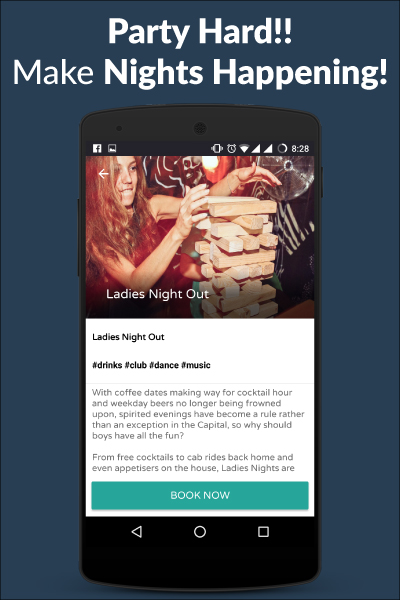 Party Hard!!
Make Nights Happening!
8:28
Ladies Night Out
Ladies Night Out
#drinks #club #dance #music
With coffee dates making way for cocktail hour
and weekday beers no longer being frowned
upon, spirited evenings have become a rule rather
than an exception in the Capital, so why should
boys have all the fun?
From free cocktails to cab rides back home and
even appetisers on the house, Ladies Nights are
BOOK NOW